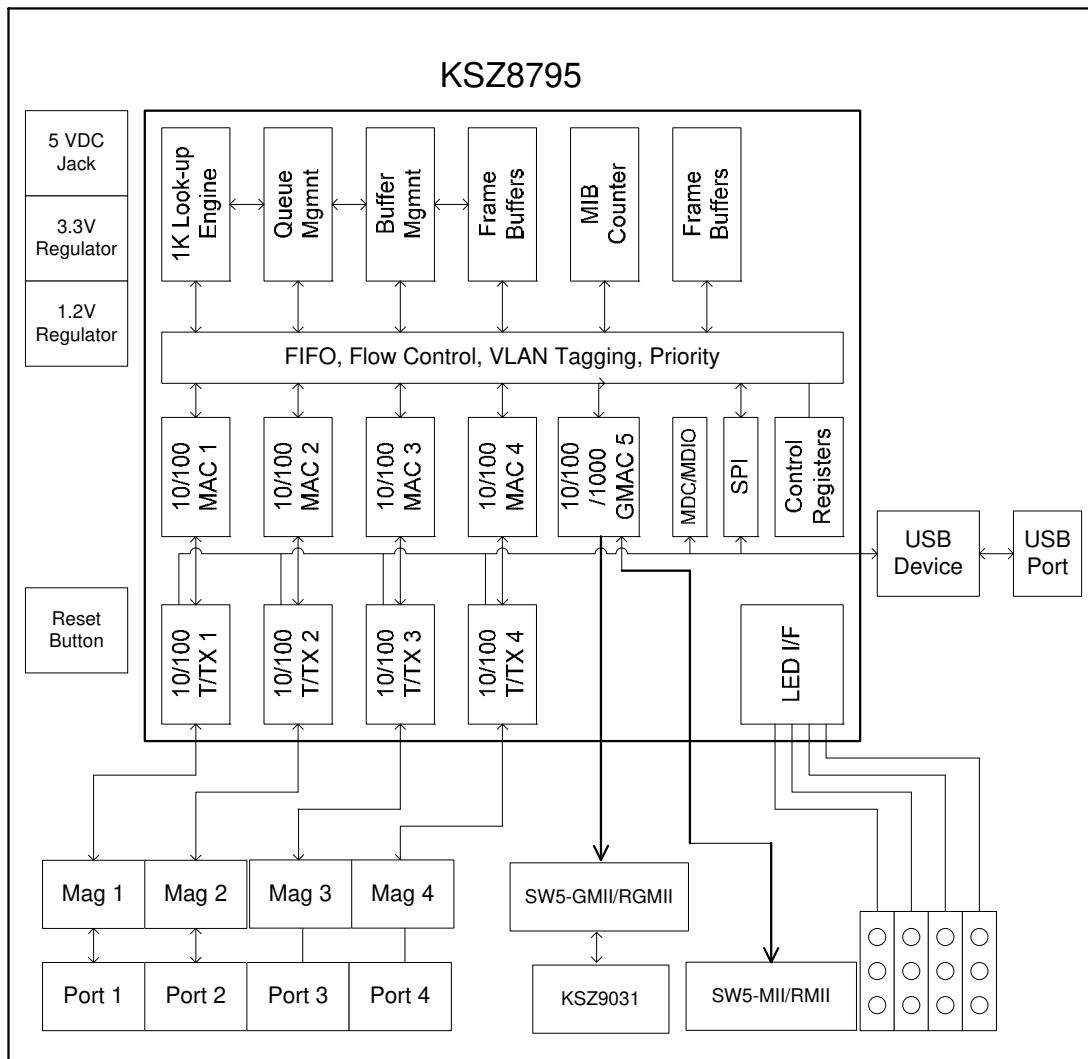 KSZ8795
5 VDC
Jack
3.3V
Regulator
1.2V
Regulator
1K Look-up
Engine
Queue
Mgmnt
Buffer
Mgmnt
Frame
Buffers
MIB
Counter
Frame
Buffers
FIFO, Flow Control, VLAN Tagging, Priority
10/100
MAC 1
10/100
MAC 2
10/100
MAC 3
10/100
MAC 4
10/100
/1000
GMAC 5
MDC/MDIO
SPI
Control
Registers
USB
Device
USB
Port
Reset
Button
10/100
T/TX 1
10/100
T/TX 2
10/100
T/TX 3
10/100
T/TX 4
LED I/F
Mag 1
Mag 2
Mag 3
Mag 4
SW5-GMII/RGMII
Port 1
Port 2
Port 3
Port 4
KSZ9031
SW5-MII/RMII